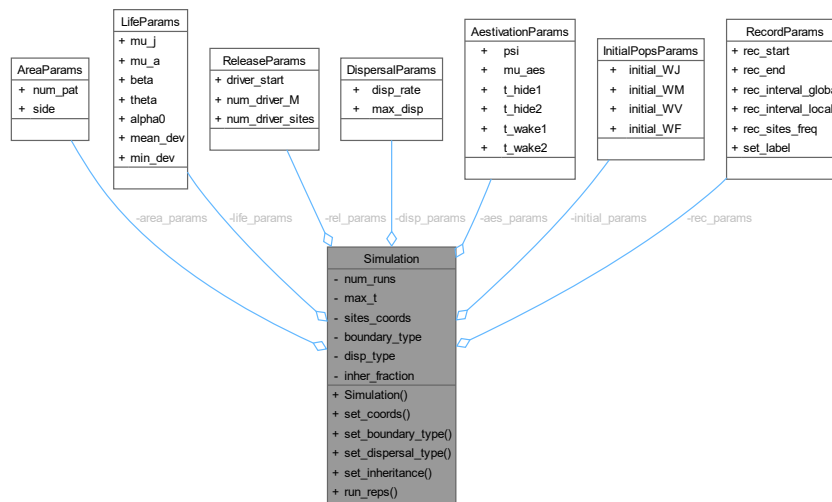 AreaParams
+ num_pat
+ side
LifeParams
+ mu_j
+ mu_a
+ beta
+ theta
+ alpha0
+ mean_dev
+ min_dev
ReleaseParams
+ driver_start
+ num_driver_M
+ num_driver_sites
DispersalParams
+ disp_rate
+ max_disp
AestivationParams
+ psi
+ mu_aes
+ t_hide1
+ t_hide2
+ t_wake1
+ t_wake2
InitialPopsParams
+ initial_WJ
+ initial_WM
+ initial_WV
+ initial_WF
RecordParams
+ rec_start
+ rec_end
+ rec_interval_global
+ rec_interval_local
+ rec_sites_freq
+ set_label
-area_params
-life_params
-rel_params
-disp_params
-aes_params
-initial_params
-rec_params
Simulation
- num_runs
- max_t
- sites_coords
- boundary_type
- disp_type
- inher_fraction
+ Simulation()
+ set_coords()
+ set_boundary_type()
+ set_dispersal_type()
+ set_inheritance()
+ run_reps()